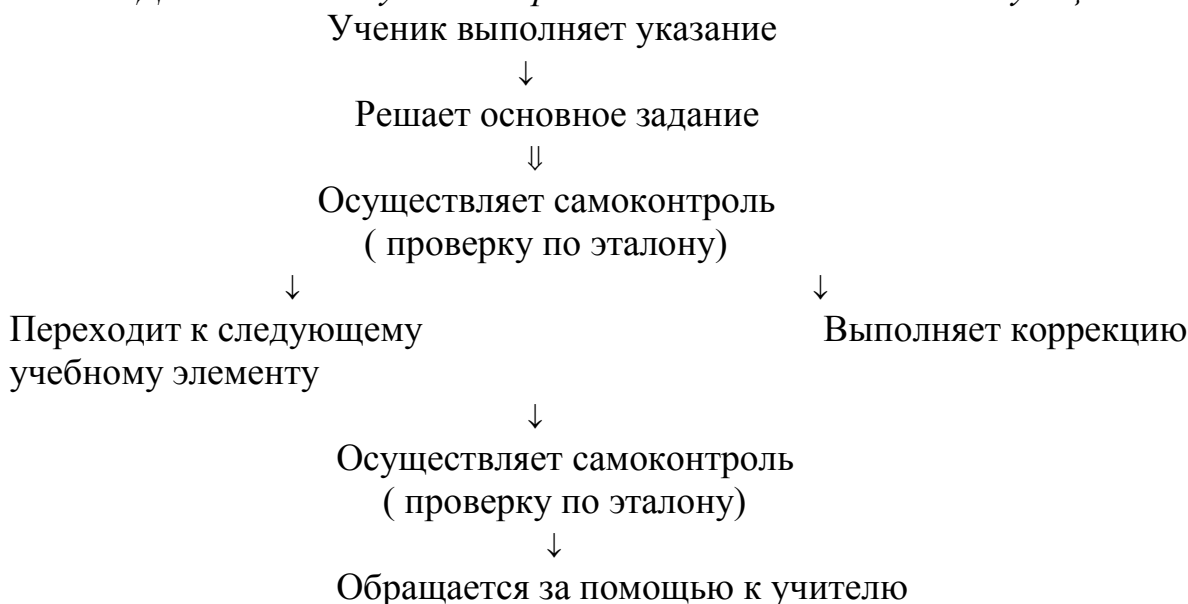 Ученик выполняет указание
↓
Решает основное задание
⇓
Осуществляет самоконтроль
( проверку по эталону)
↓ ↓
Переходит к следующему Выполняет коррекцию
учебному элементу
↓
Осуществляет самоконтроль
( проверку по эталону)
↓
Обращается за помощью к учителю